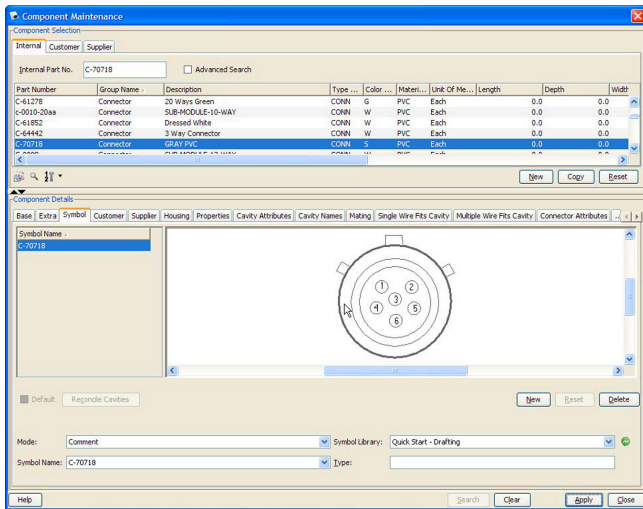 Component Maintenance
Component Selection
Internal Customer Supplier
Internal Part No. C-70718 Advanced Search
Part Number Group Name Description Type ... Color ... Materi... Unit Of Me... Length Depth Width
C-61278 Connector 20 Ways Green CONN G PVC Each 0.0 0.0
c-0010-20aa Connector SUB-MODULE-10-WAY CONN W PVC Each 0.0 0.0
C-61852 Connector Dressed White CONN W PVC Each 0.0 0.0
C-64442 Connector 3 Way Connector CONN W PVC Each 0.0 0.0
C-70718 Connector GRAY PVC CONN S PVC Each 0.0 0.0
New Copy Reset
Component Details
Base Extra Symbol Customer Supplier Housing Properties Cavity Attributes Cavity Names Mating Single Wire Fits Cavity Multiple Wire Fits Cavity Connector Attributes ...
Symbol Name
C-70718
1 2
3
4 5
6
Default Reconcile Cavities New Reset Delete
Mode: Comment Symbol Library: Quick Start - Drafting
Symbol Name: C-70718 Type:
Help Search Clear Apply Close